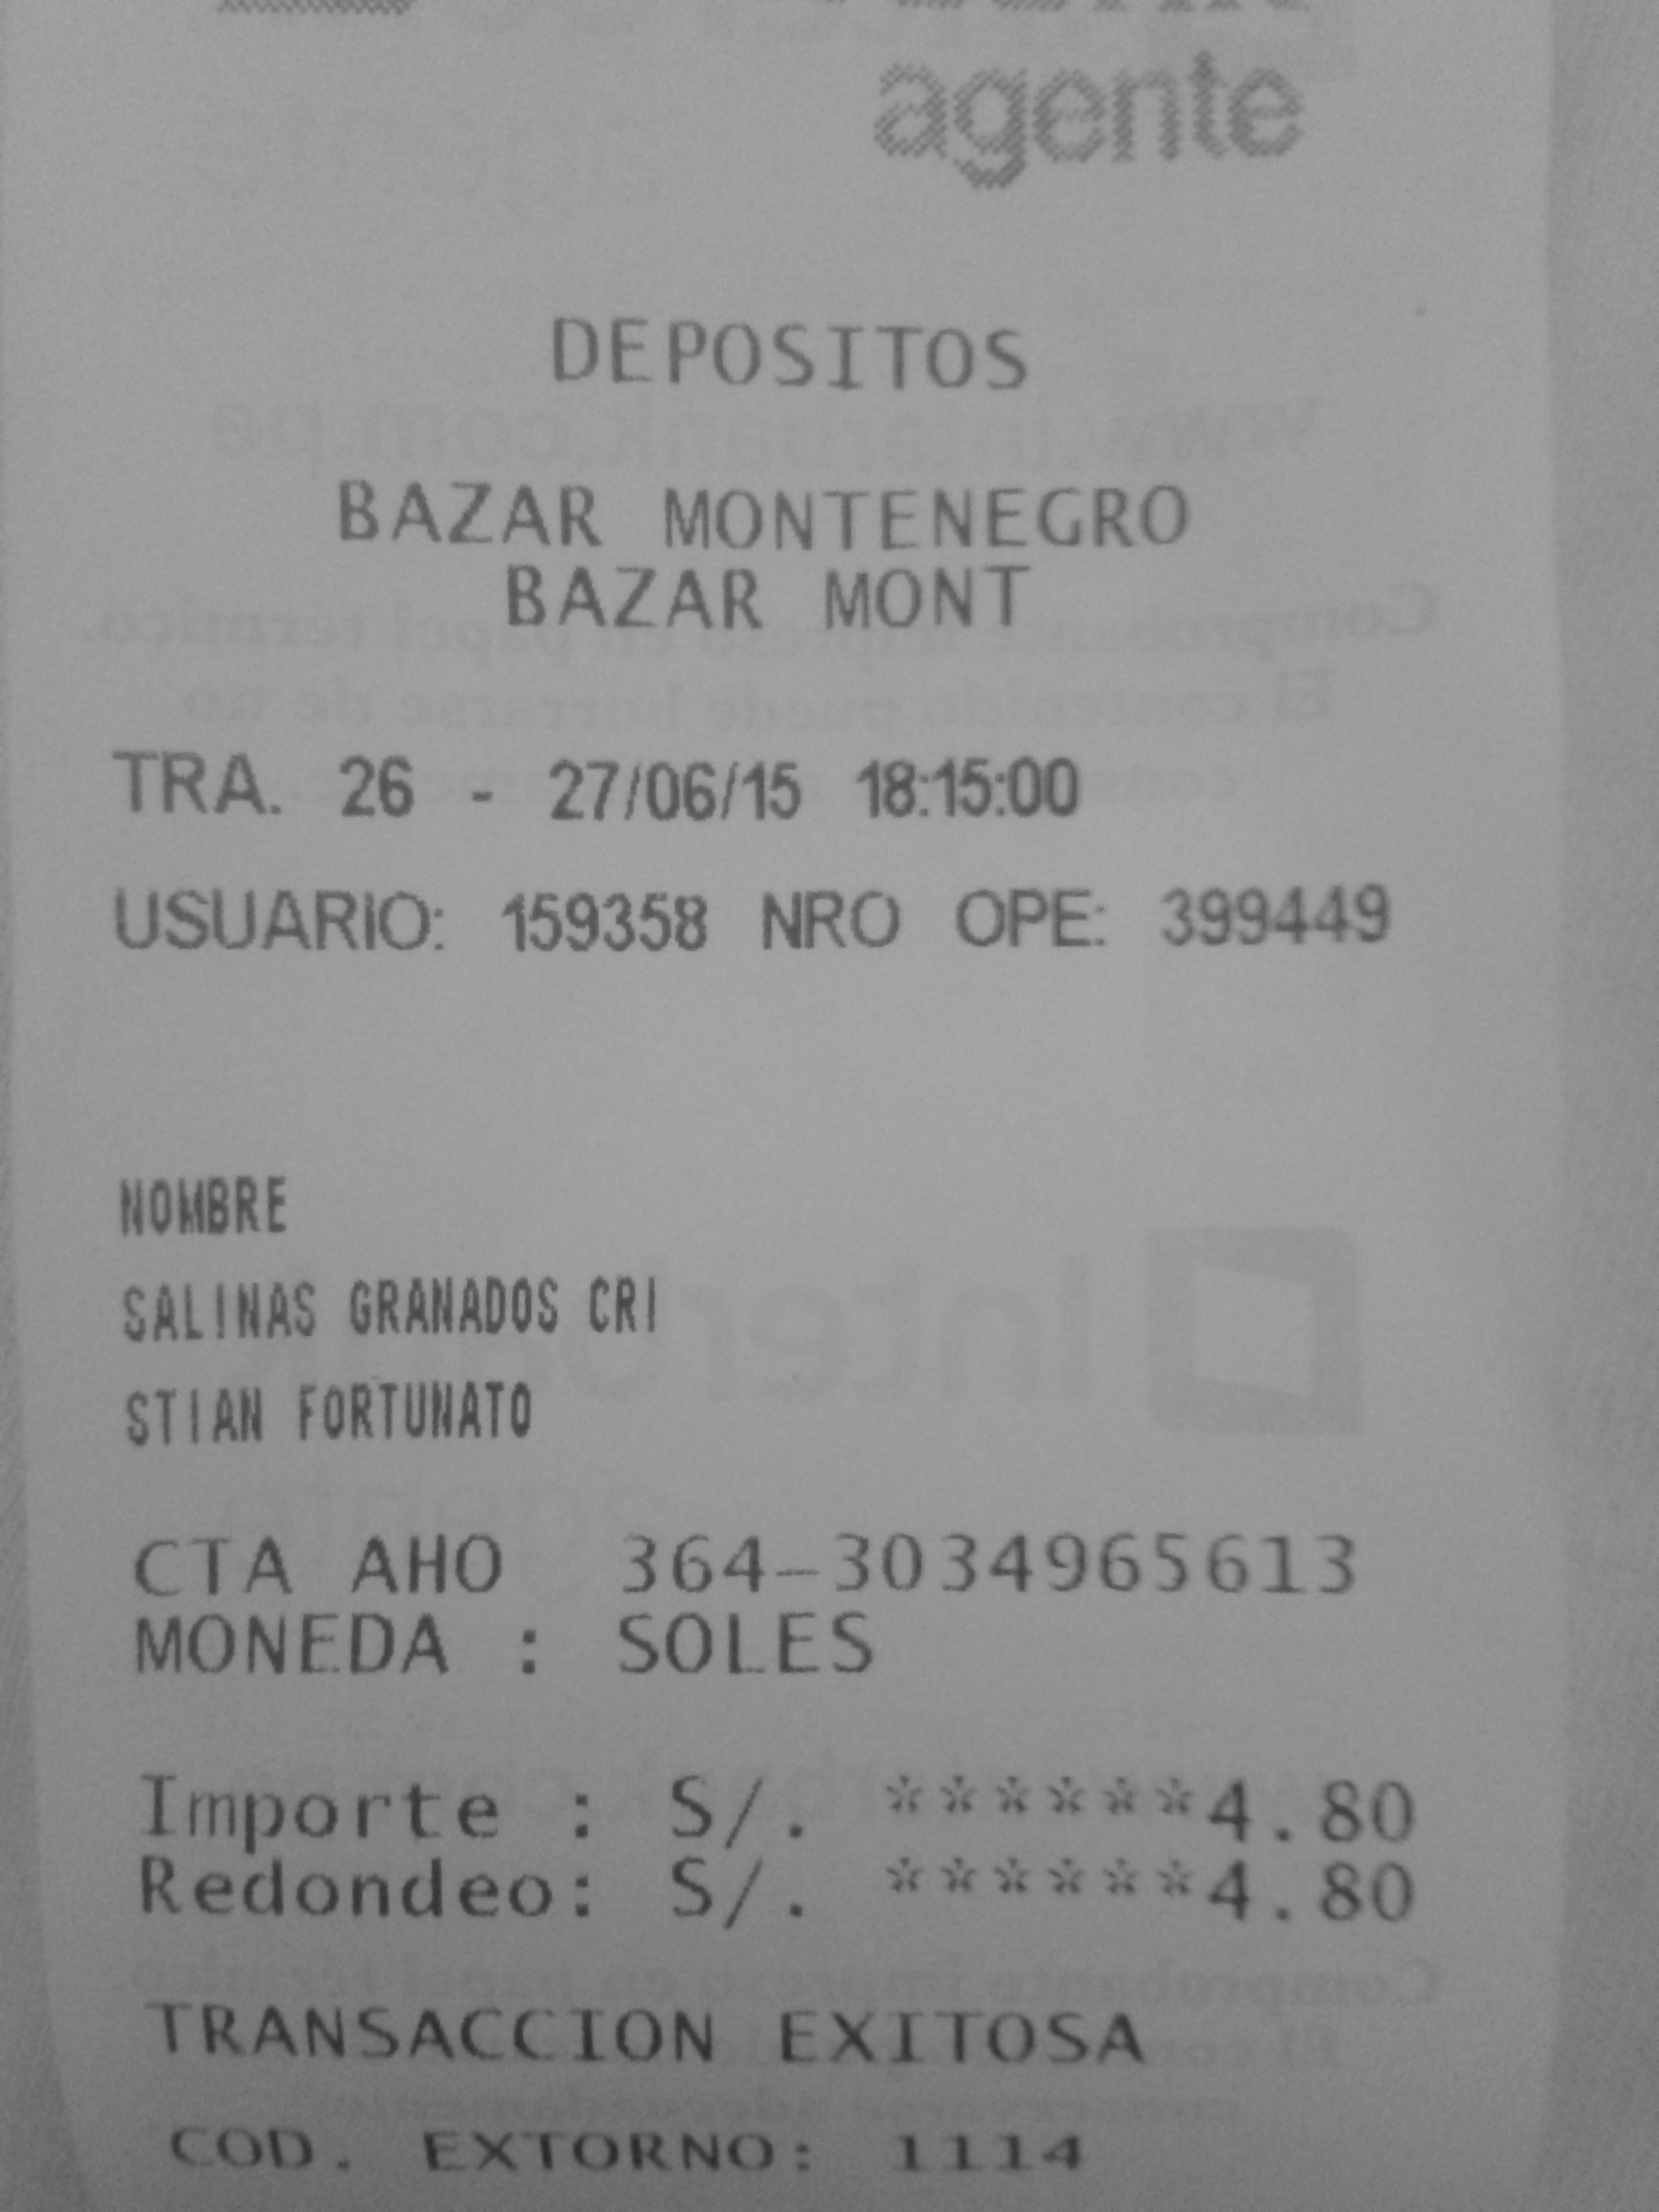 agente
DEPOSITOS
BAZAR MONTENEGRO
BAZAR MONT
TRA. 26 - 27/06/15 18:15:00
USUARIO: 159358 NRO OPE: 399449
NOMBRE
SALINAS GRANADOS CRI
STIAN FORTUNATO
CTA AHO 364-3034965613
MONEDA : SOLES
Importe : S/. ******4.80
Redondeo: S/. ******4.80
TRANSACCION EXITOSA
COD. EXTORNO: 1114